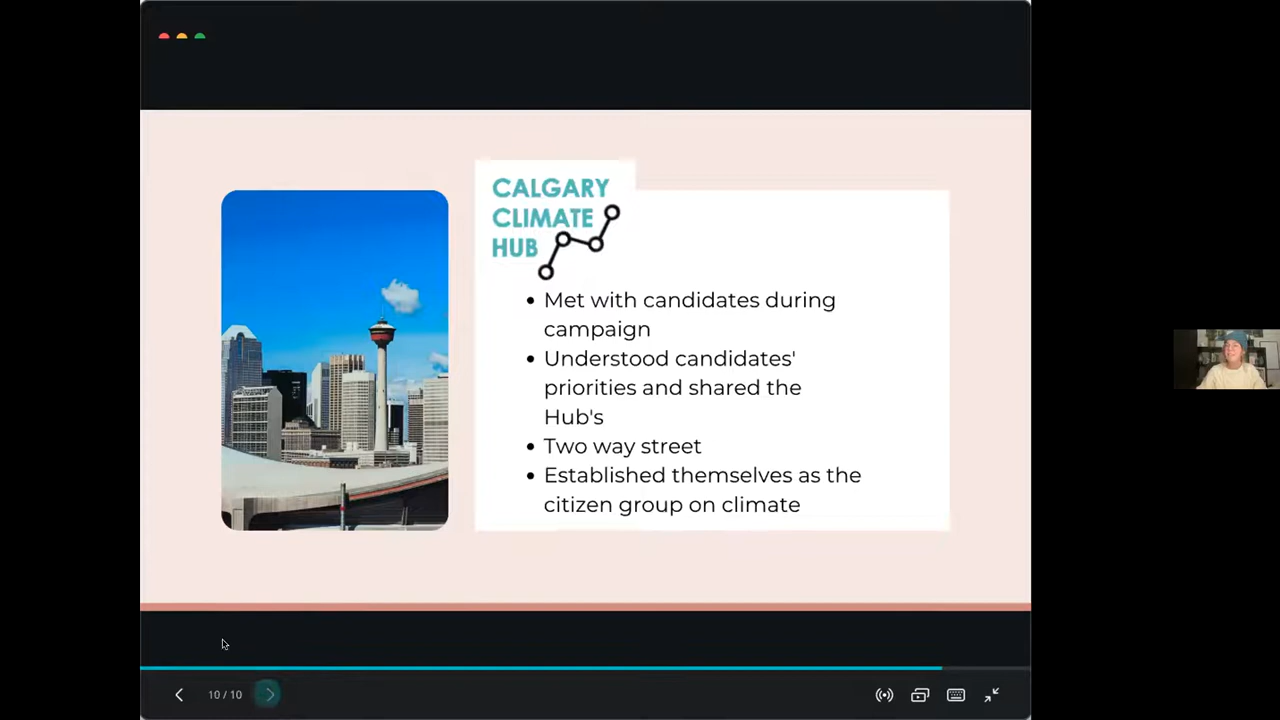 CALGARY
CLIMATE
HUB
• Met with candidates during
campaign
• Understood candidates'
priorities and shared the
Hub's
• Two way street
• Established themselves as the
citizen group on climate
10 / 10